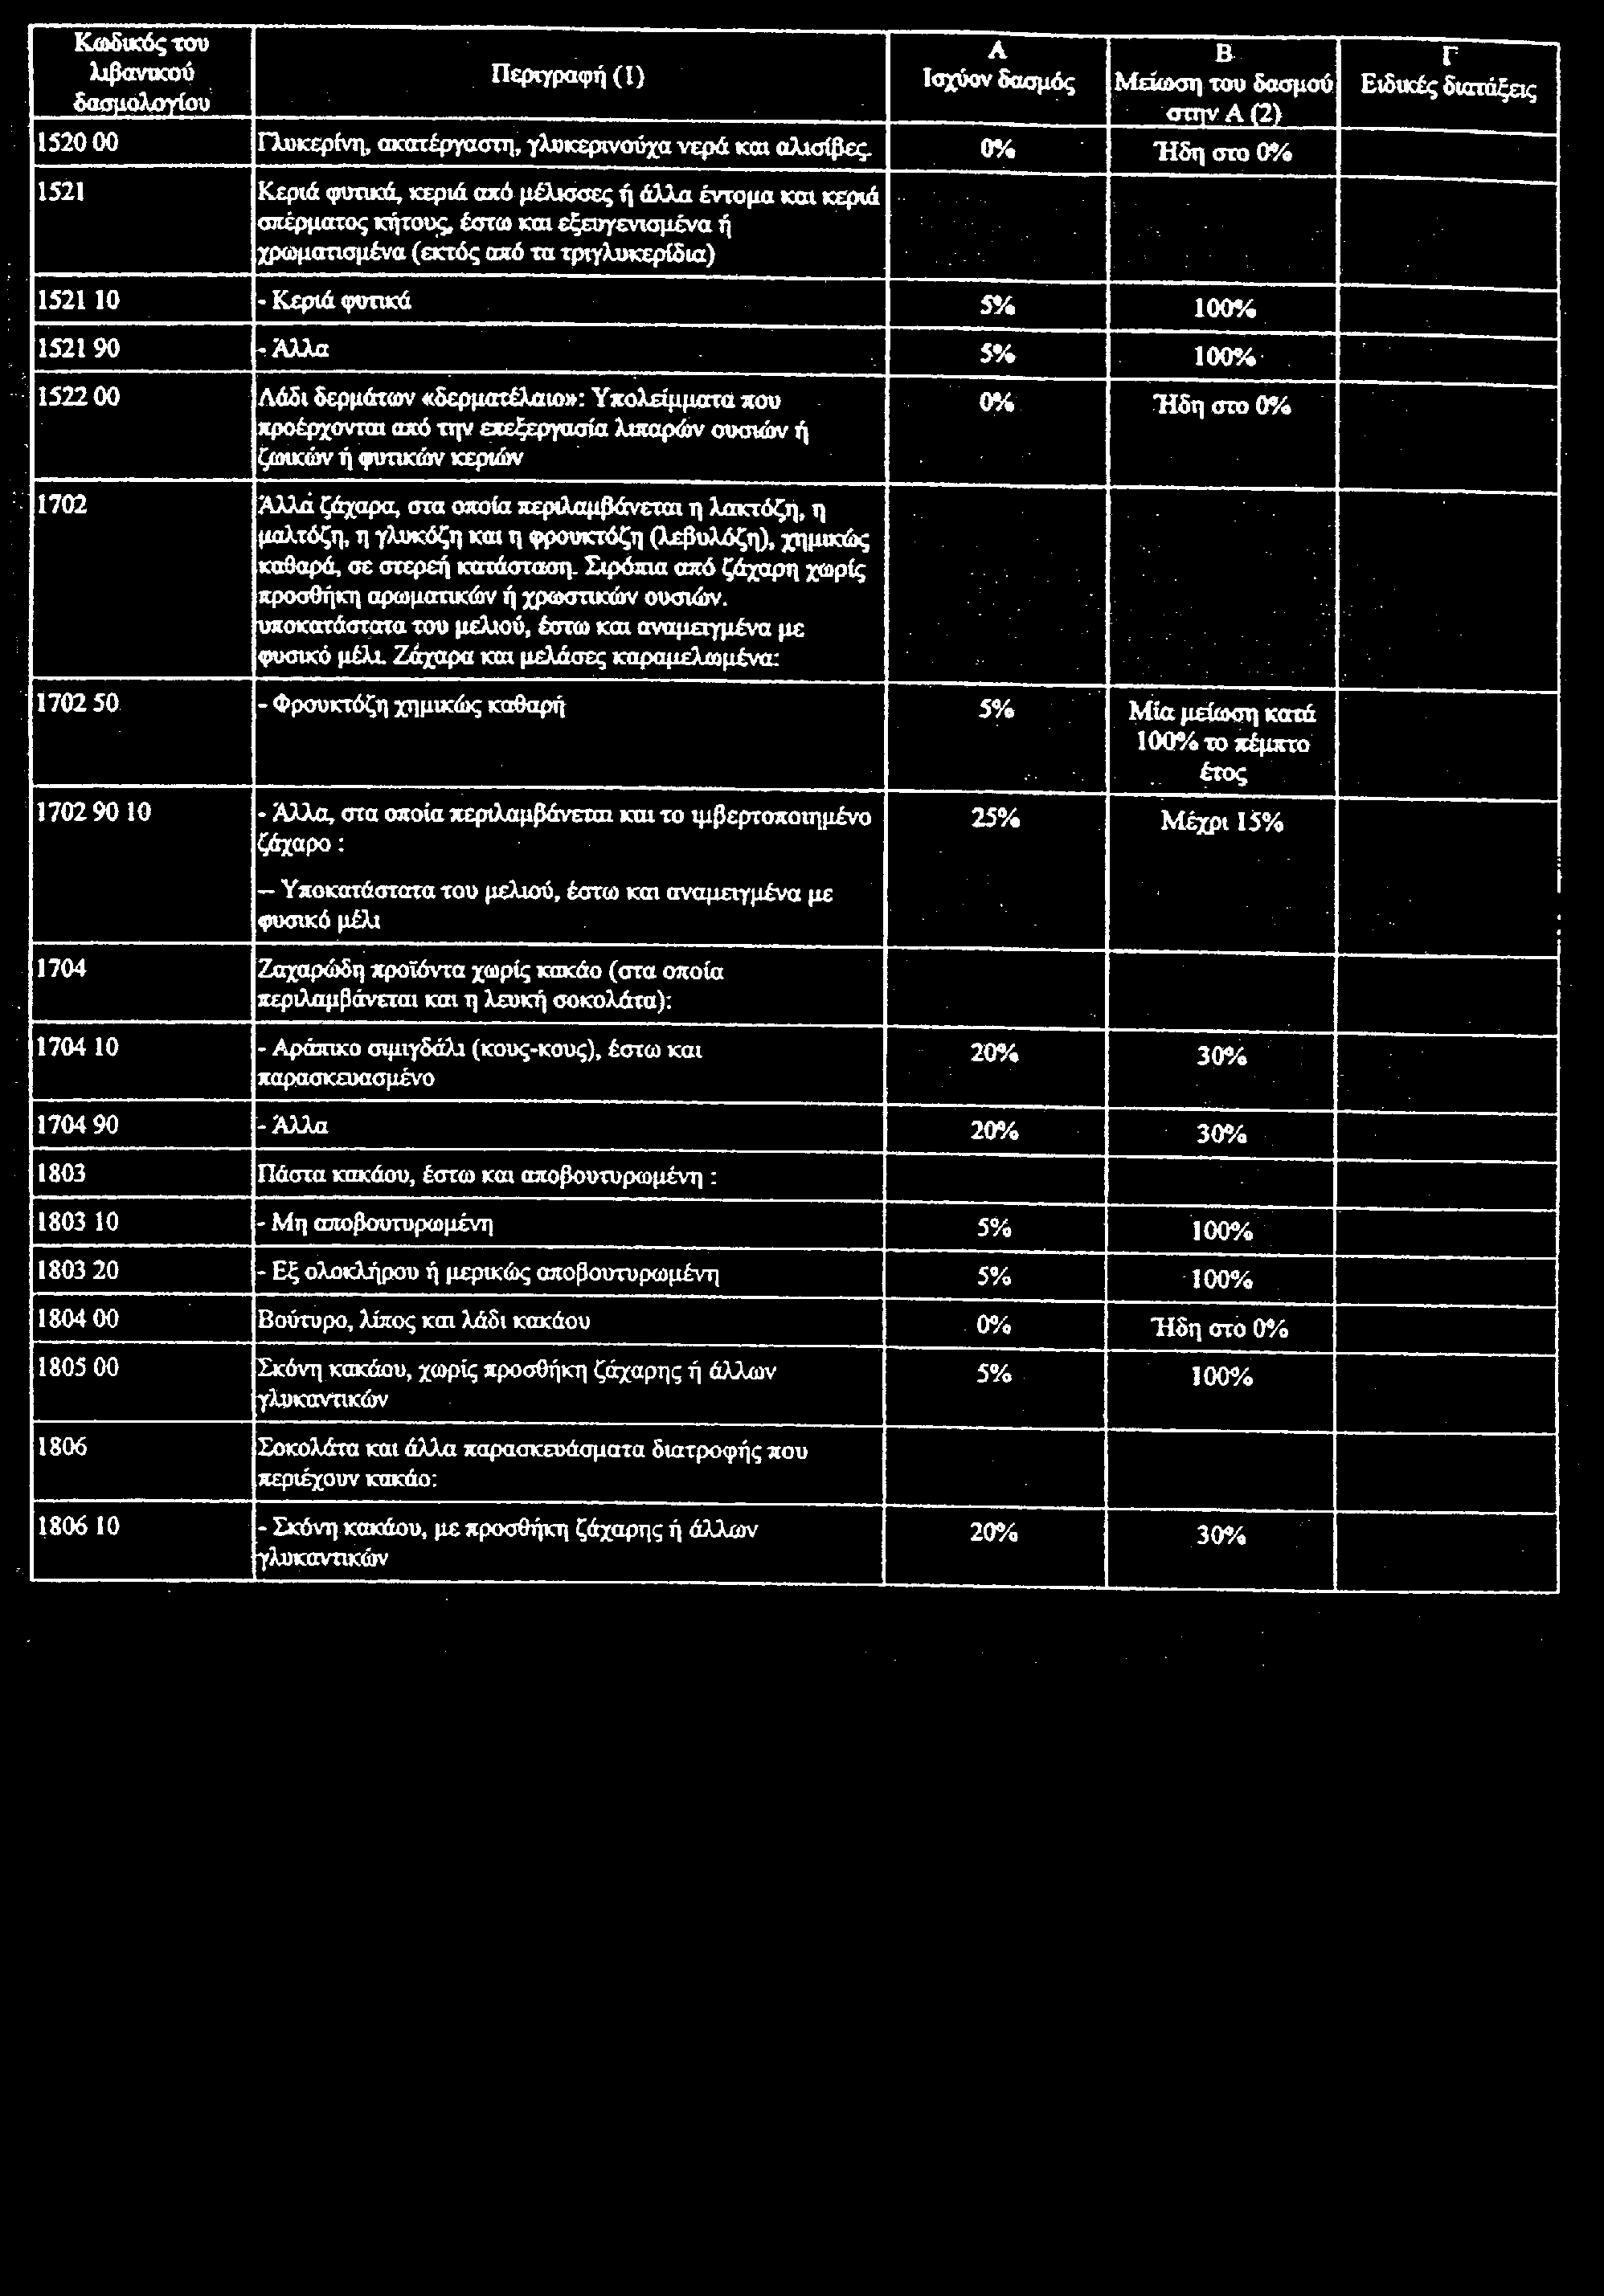 Κωδικός του
λιβανικού
δασμολογίου
Περιγραφή (1)
Α
Ισχύον δασμός
Β
Μείωση του δασμού
στην Α (2)
Γ
Ειδικές διατάξεις
1520 00
Γλυκερίνη, ακατέργαστη, γλυκερινούχα νερά και αλισίβες.
0%
Ήδη στο 0%
1521
Κεριά φυτικά, κεριά από μέλισσες ή άλλα έντομα και κεριά
σπέρματος κήτους, έστω και εξευγενισμένα ή
χρωματισμένα (εκτός από τα τριγλυκερίδια)
1521 10
- Κεριά φυτικά
5%
100%
1521 90
- Άλλα
5%
100%
1522 00
Λάδι δερμάτων «δερματέλαιο»: Υπολείμματα που
προέρχονται από την επεξεργασία λιπαρών ουσιών ή
ζωικών ή φυτικών κεριών
0%
Ήδη στο 0%
1702
Άλλα ζάχαρα, στα οποία περιλαμβάνεται η λακτόζη, η
μαλτόζη, η γλυκόζη και η φρουκτόζη (λεβυλόζη), χημικώς
καθαρά, σε στερεή κατάσταση. Σιρόπια από ζάχαρη χωρίς
προσθήκη αρωματικών ή χρωστικών ουσιών.
υποκατάστατα του μελιού, έστω και αναμειγμένα με
φυσικό μέλι. Ζάχαρα και μελάσες καραμελωμένα:
1702 50
- Φρουκτόζη χημικώς καθαρή
5%
Μία μείωση κατά
100% το πέμπτο
έτος
1702 90 10
- Άλλα, στα οποία περιλαμβάνεται και το ιμβερτοποιημένο
ζάχαρο :
– Υποκατάστατα του μελιού, έστω και αναμειγμένα με
φυσικό μέλι
25%
Μέχρι 15%
1704
Ζαχαρώδη προϊόντα χωρίς κακάο (στα οποία
περιλαμβάνεται και η λευκή σοκολάτα):
1704 10
- Αράπικο σιμιγδάλι (κους-κους), έστω και
παρασκευασμένο
20%
30%
1704 90
- Άλλα
20%
30%
1803
Πάστα κακάου, έστω και αποβουτυρωμένη :
1803 10
- Μη αποβουτυρωμένη
5%
100%
1803 20
- Εξ ολοκλήρου ή μερικώς αποβουτυρωμένη
5%
100%
1804 00
Βούτυρο, λίπος και λάδι κακάου
0%
Ήδη στο 0%
1805 00
Σκόνη κακάου, χωρίς προσθήκη ζάχαρης ή άλλων
γλυκαντικών
5%
100%
1806
Σοκολάτα και άλλα παρασκευάσματα διατροφής που
περιέχουν κακάο:
1806 10
- Σκόνη κακάου, με προσθήκη ζάχαρης ή άλλων
γλυκαντικών
20%
30%